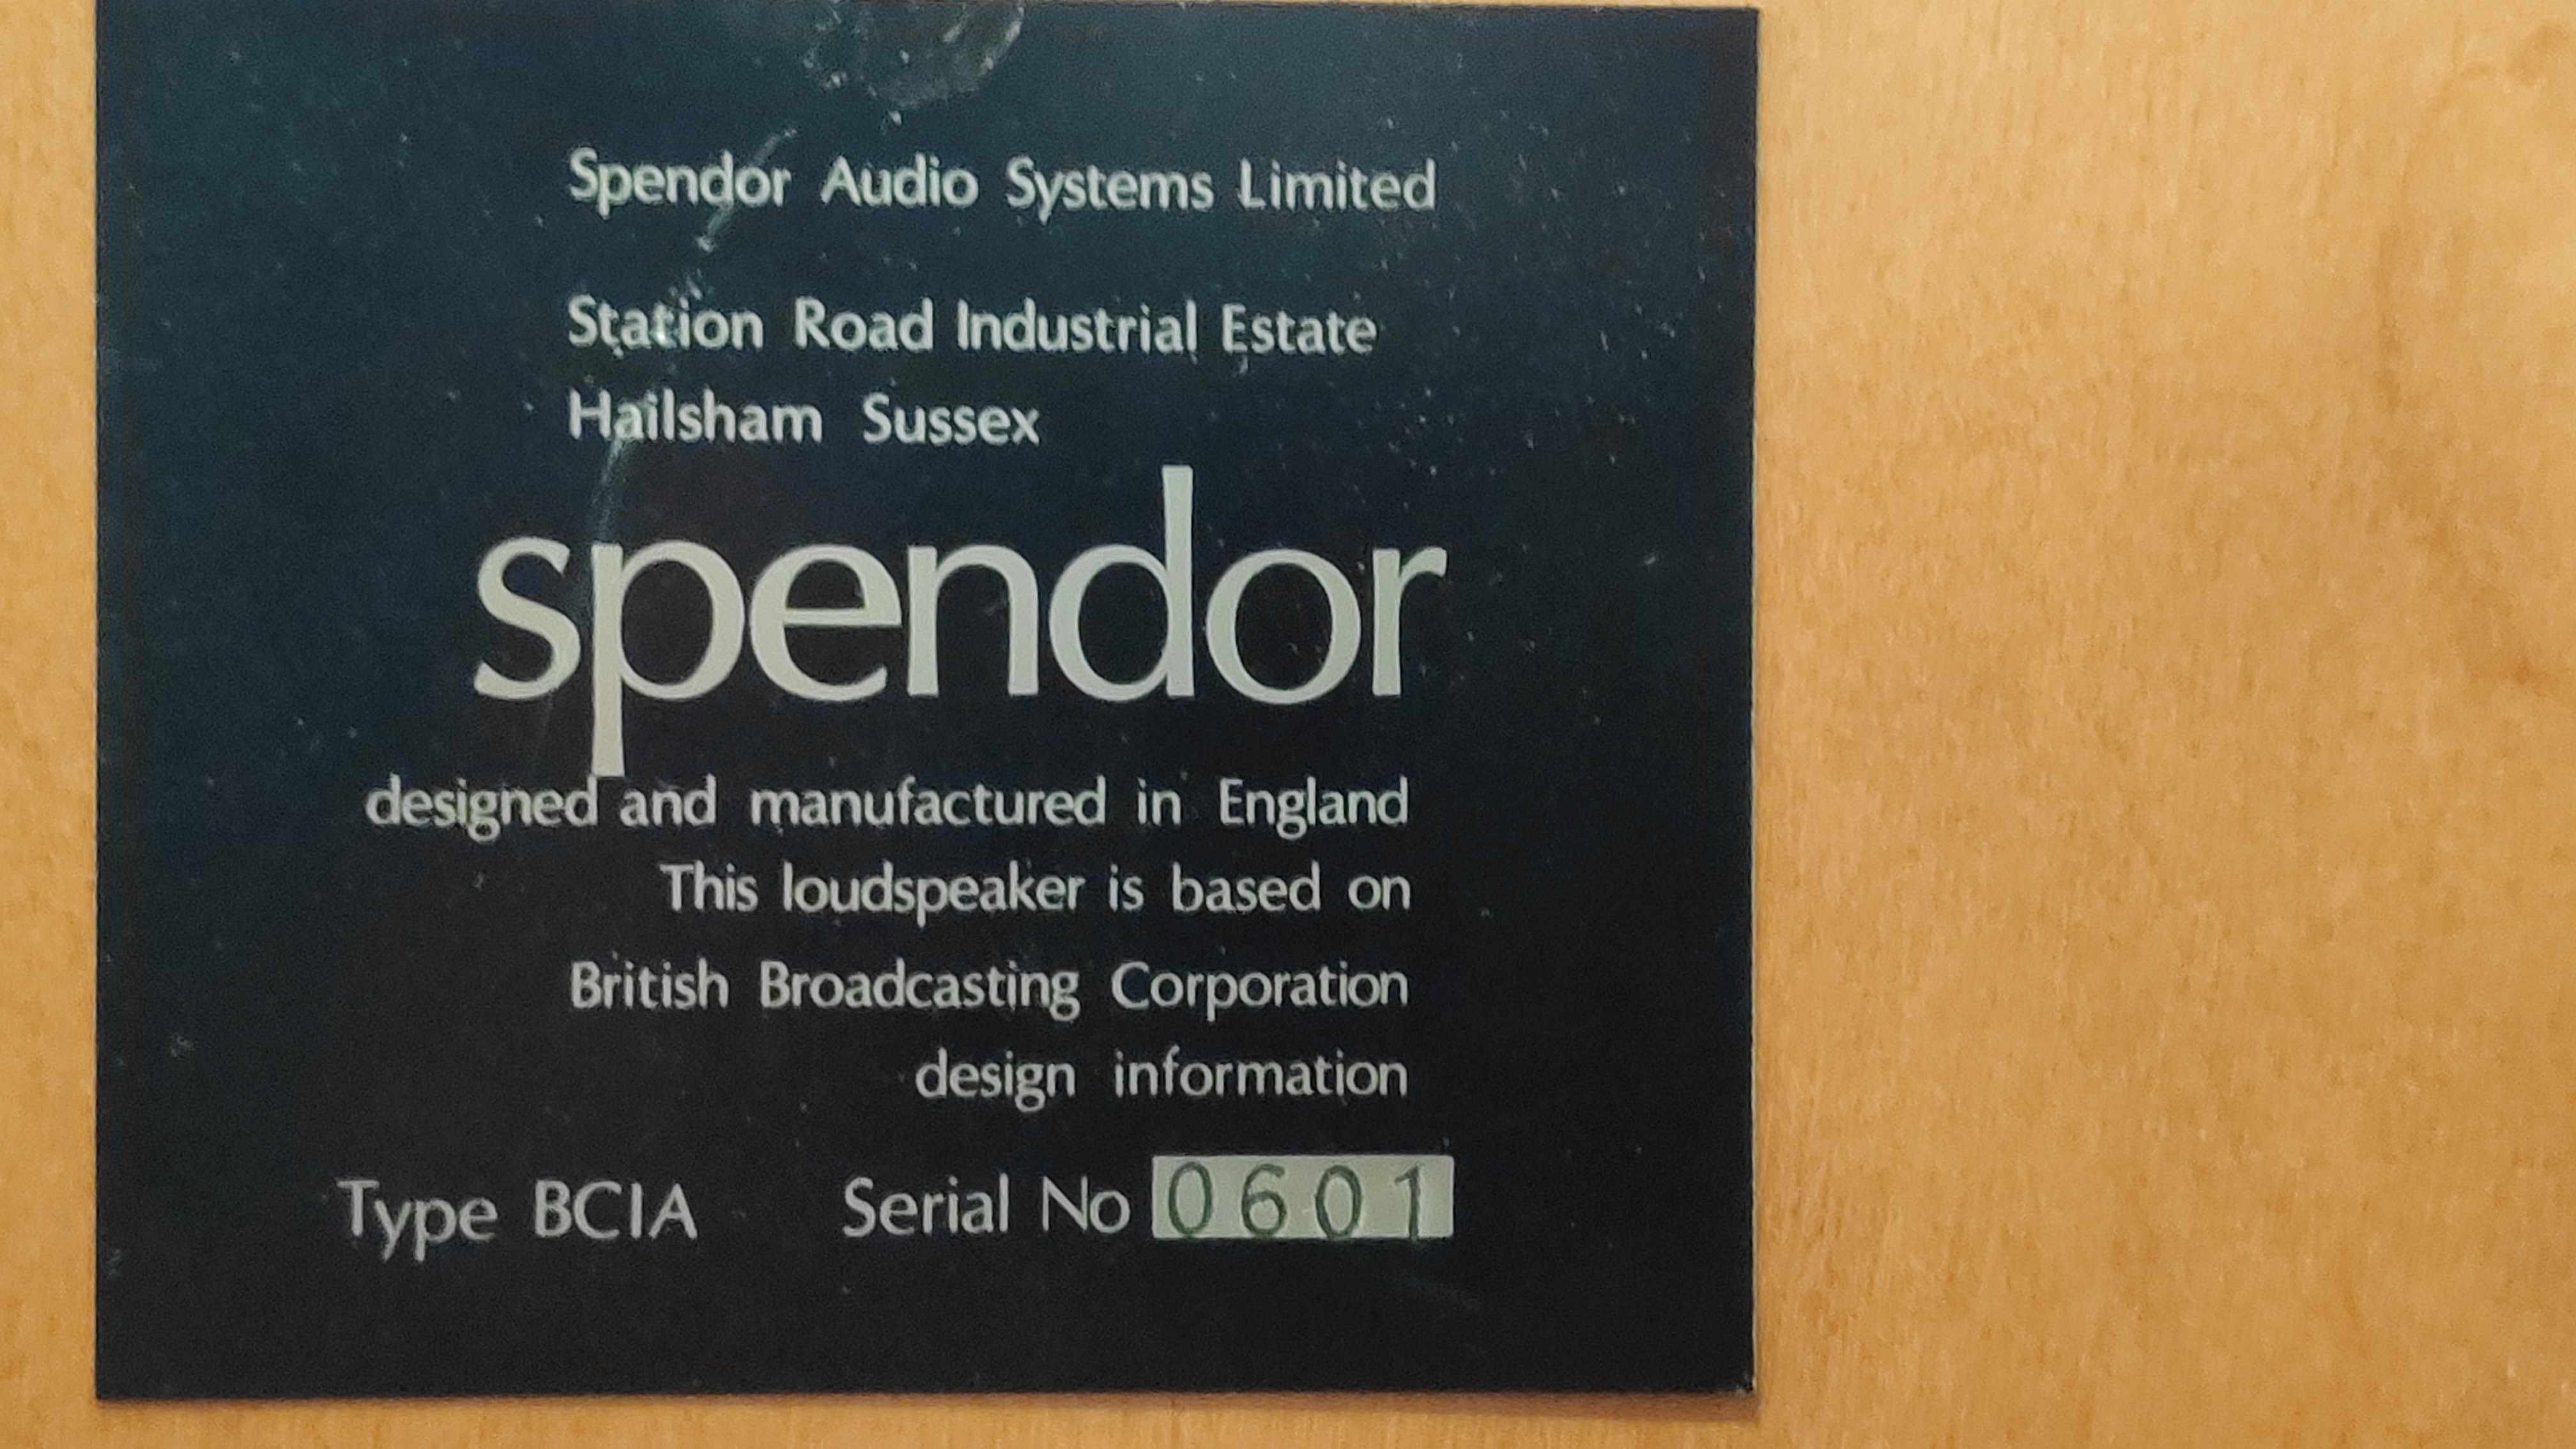 Spendor Audio Systems Limited
Station Road Industrial Estate
Hailsham Sussex
spendor
designed and manufactured in England
This loudspeaker is based on
British Broadcasting Corporation
design information
Type BCIA Serial No 0601